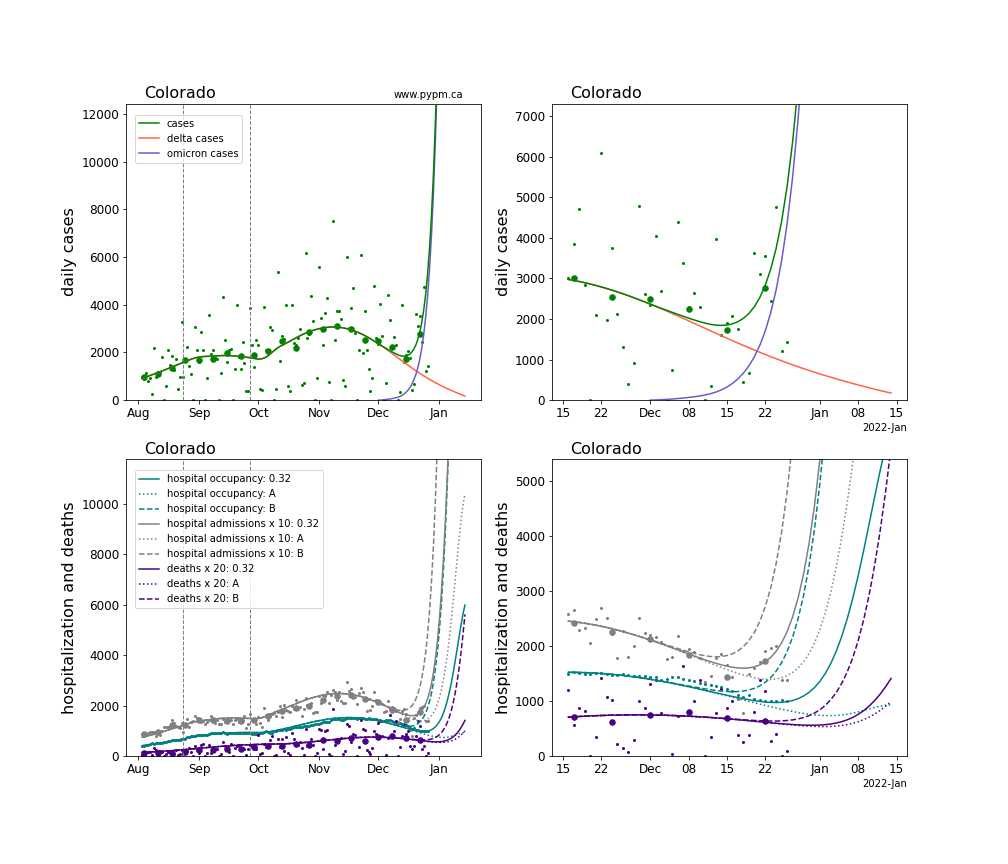 Colorado
www.pypm.ca
12000
10000
8000
6000
4000
2000
0
daily cases
cases
delta cases
omicron cases
Aug
Sep
Oct
Nov
Dec
Jan
Colorado
7000
6000
5000
4000
3000
2000
1000
0
daily cases
15
22
Dec
08
15
22
Jan
08
15
2022-Jan
Colorado
10000
8000
6000
4000
2000
0
hospitalization and deaths
hospital occupancy: 0.32
hospital occupancy: A
hospital occupancy: B
hospital admissions x 10: 0.32
hospital admissions x 10: A
hospital admissions x 10: B
deaths x 20: 0.32
deaths x 20: A
deaths x 20: B
Aug
Sep
Oct
Nov
Dec
Jan
Colorado
5000
4000
3000
2000
1000
0
hospitalization and deaths
15
22
Dec
08
15
22
Jan
08
15
2022-Jan